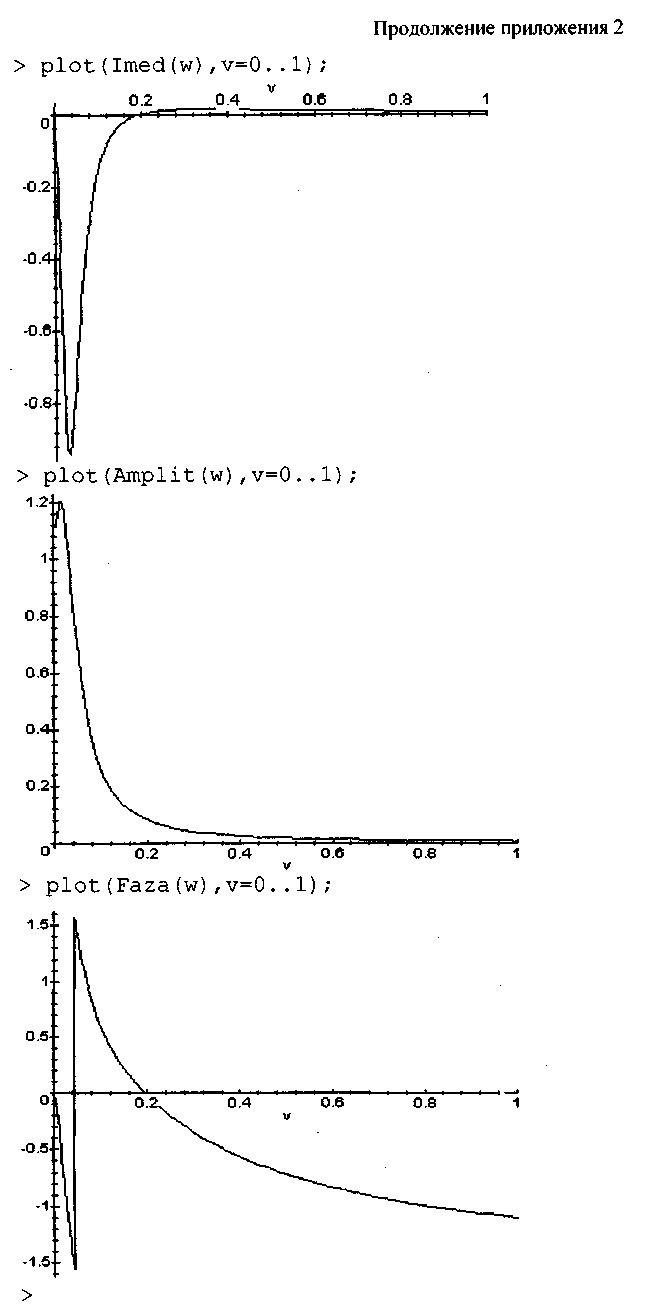 Продолжение приложения 2
> plot(Imed(w),v=0..1);
v
0.2 0.4 0.6 0.8 1
0
-0.2
-0.4
-0.6
-0.8
> plot(Amplit(w),v=0..1);
1.2
1
0.8
0.6
0.4
0.2
0 0.2 0.4 0.6 0.8 1
v
> plot(Faza(w),v=0..1);
1.5
1
0.5
0 0.2 0.4 0.6 0.8 1
v
-0.5
-1
-1.5
>